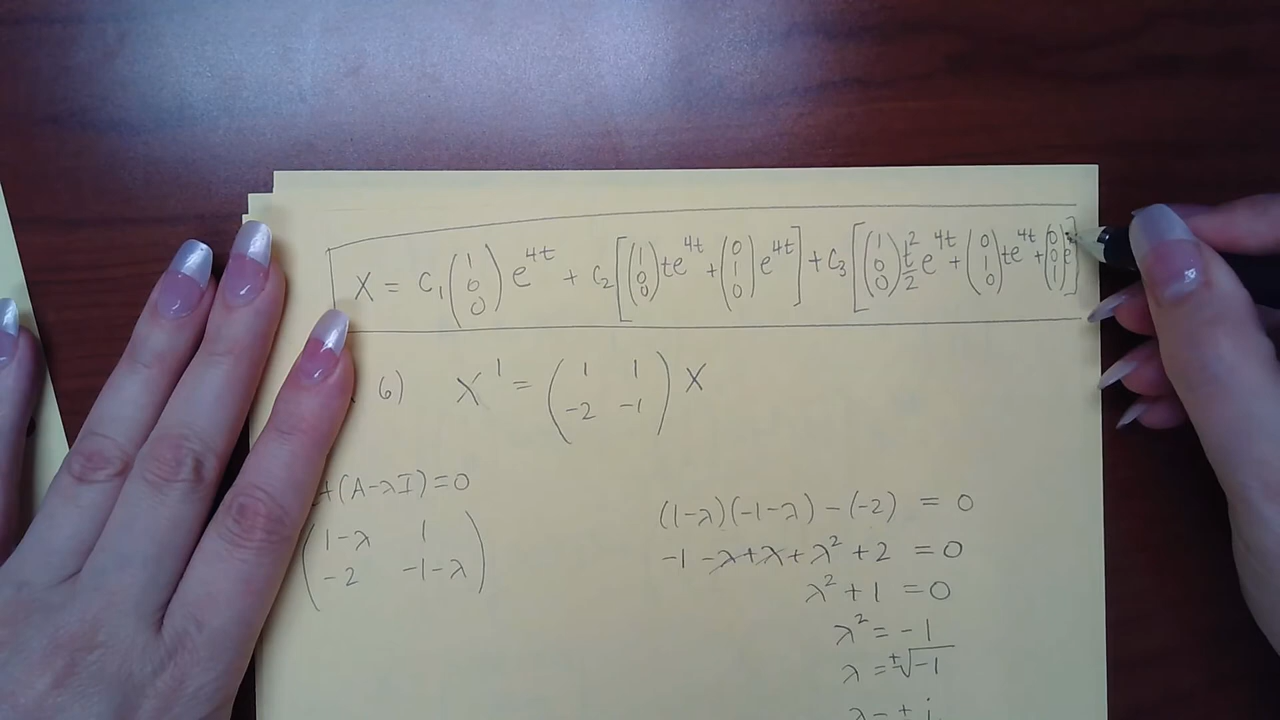 X = C₁ (1 0 0) e^{4t} + C₂ [(1 0 0) te^{4t} + (0 1 0) e^{4t}] + C₃ [(1 0 0) t²/2 e^{4t} + (0 1 0) te^{4t} + (0 0 1) e]
6) X' = (1 1 -2 -1) X
(A-λI)=0
(1-λ 1
-2 -1-λ)
(1-λ)(-1-λ)-(-2) = 0
-1 -λ+λ+λ²+2 =0
λ²+1 =0
λ²=-1
λ=±√-1
λ=± i